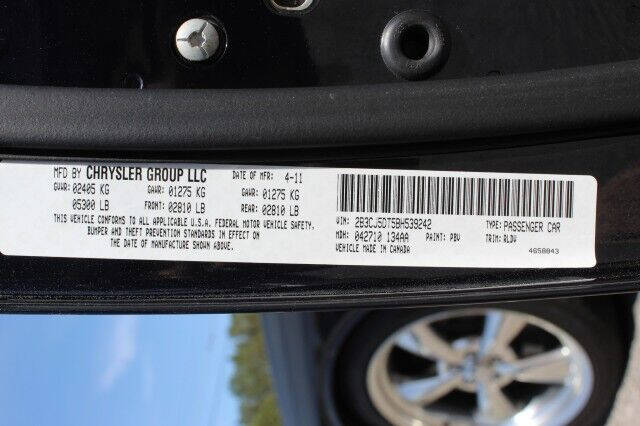 MFD BY CHRYSLER GROUP LLC DATE OF MFR: 4-11
GVWR: 02405 KG GAWR: 01275 KG GAWR: 01275 KG
05300 LB FRONT: 02810 LB REAR: 02810 LB
THIS VEHICLE CONFORMS TO ALL APPLICABLE U.S.A. FEDERAL MOTOR VEHICLE SAFETY,
BUMPER AND THEFT PREVENTION STANDARDS IN EFFECT ON
THE DATE OF MANUFACTURE SHOWN ABOVE.
VIN: 2B3CJ5DT5BH539242 TYPE: PASSENGER CAR
MDH: 042710 134AA PAINT: PBV TRIM: RLDV
VEHICLE MADE IN CANADA 4658843